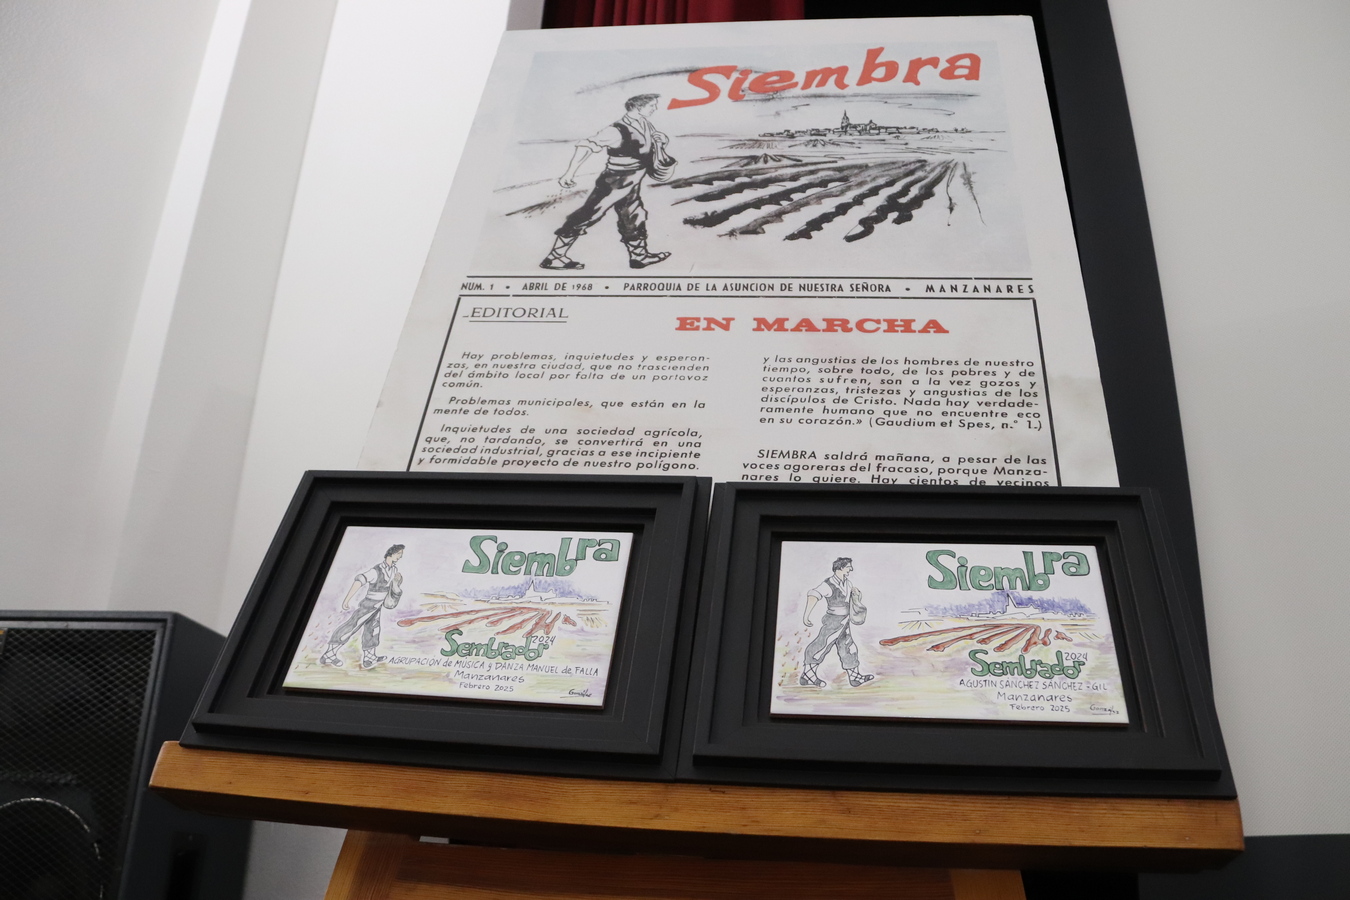 Siembra
NUM. 1 • ABRIL DE 1968 • PARROQUIA DE LA ASUNCION DE NUESTRA SEÑORA • MANZANARES
EDITORIAL
EN MARCHA
Hay problemas, inquietudes y esperan-
zas, en nuestra ciudad, que no trascienden
del ámbito local por falta de un portavoz
común.
Problemas municipales, que están en la
mente de todos.
Inquietudes de una sociedad agrícola,
que, no tardando, se convertirá en una
sociedad industrial, gracias a ese incipiente
y formidable proyecto de nuestro polígono.
y las angustias de los hombres de nuestro
tiempo, sobre todo, de los pobres y de
cuantos sufren, son a la vez gozos y
esperanzas, tristezas y angustias de los
discípulos de Cristo. Nada hay verdade-
ramente humano que no encuentre eco
en su corazón.» (Gaudium et Spes, n.° 1.)
SIEMBRA saldrá mañana, a pesar de las
voces agoreras del fracaso, porque Manza-
nares lo quiere. Hay cientos de vecinos
Siembra
2024
Sembrador
AGRUPACION de MUSICA y DANZA MANUEL de FALLA
Manzanares
Febrero 2025
Siembra
2024
Sembrador
AGUSTIN SANCHEZ SANCHEZ-GIL
Manzanares
Febrero 2025